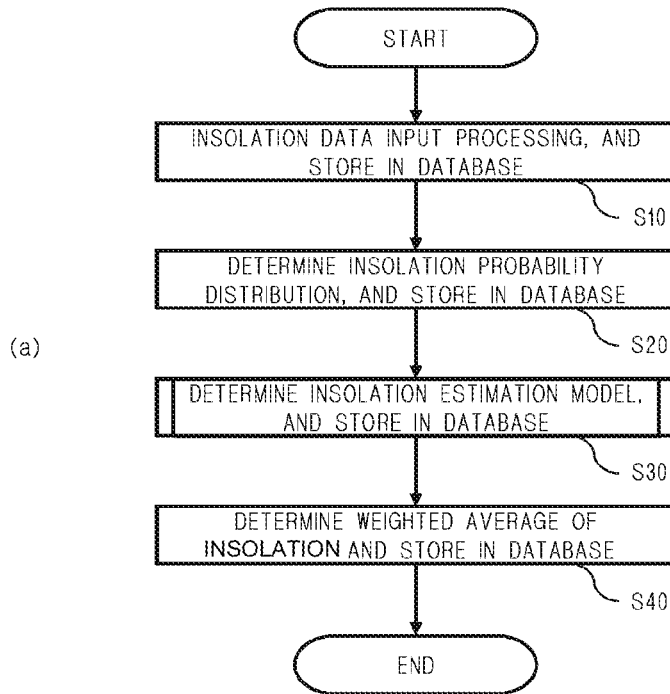 START
INSOLATION DATA INPUT PROCESSING, AND
STORE IN DATABASE
S10
DETERMINE INSOLATION PROBABILITY
DISTRIBUTION, AND STORE IN DATABASE
S20
(a)
DETERMINE INSOLATION ESTIMATION MODEL,
AND STORE IN DATABASE
S30
DETERMINE WEIGHTED AVERAGE OF
INSOLATION AND STORE IN DATABASE
S40
END